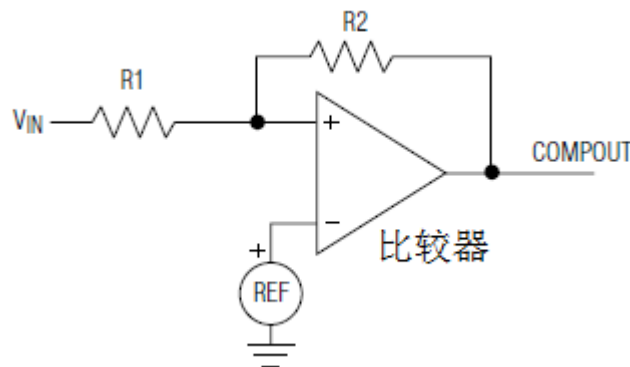 R2
R1
VIN
+
COMPOUT
−
比较器
+
REF